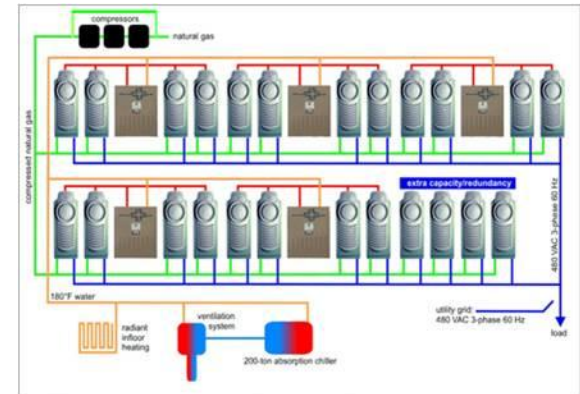 compressors
natural gas
compressed natural gas
extra capacity/redundancy
480 VAC 3-phase 60 Hz
180°F water
radiant
infloor
heating
ventilation
system
200-ton absorption chiller
utility grid:
480 VAC 3-phase 60 Hz
load